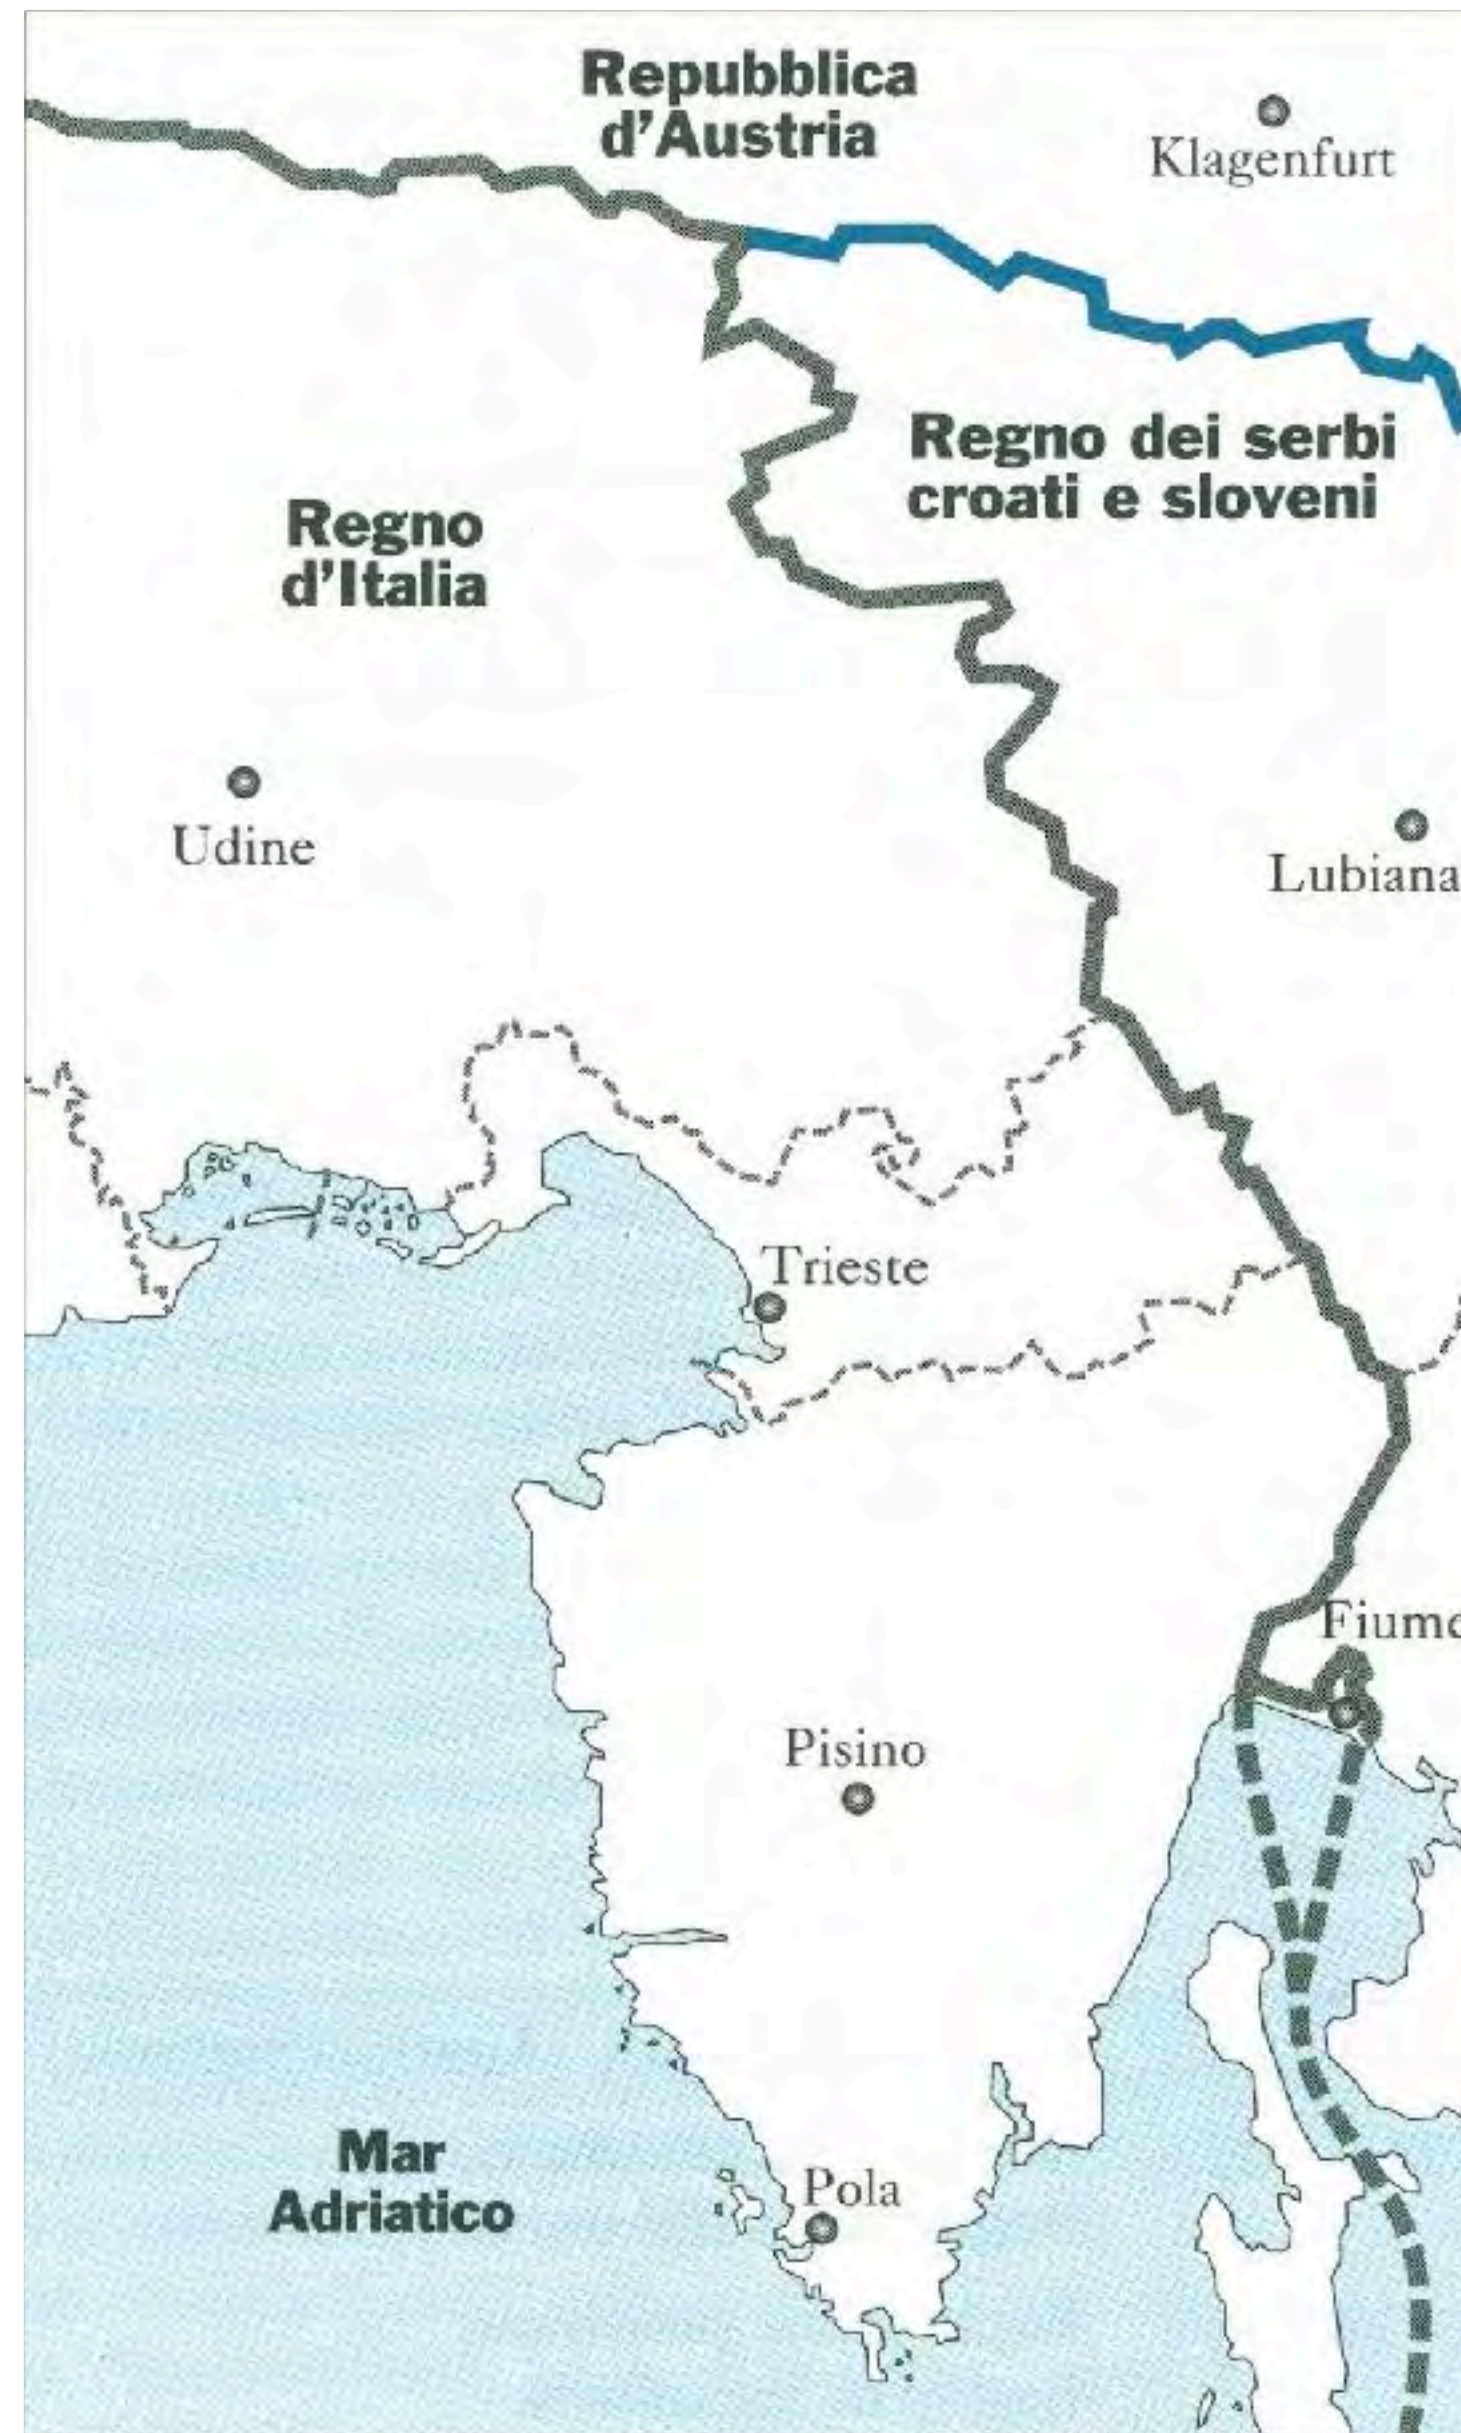 Repubblica
d'Austria
Klagenfurt
Regno dei serbi
croati e sloveni
Regno
d'Italia
Udine
Lubiana
Trieste
Pisino
Mar
Adriatico
Pola